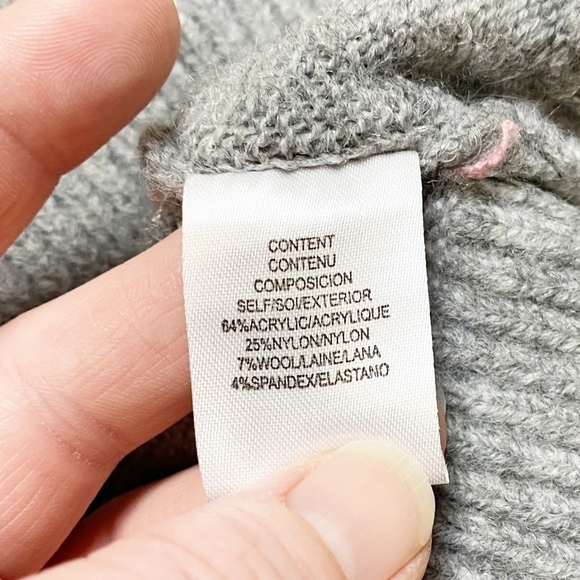 CONTENT
CONTENU
COMPOSICION
SELF/SOI/EXTERIOR
64%ACRYLIC/ACRYLIQUE
25%NYLON/NYLON
7%WOOL/LAINE/LANA
4%SPANDEX/ELASTANO